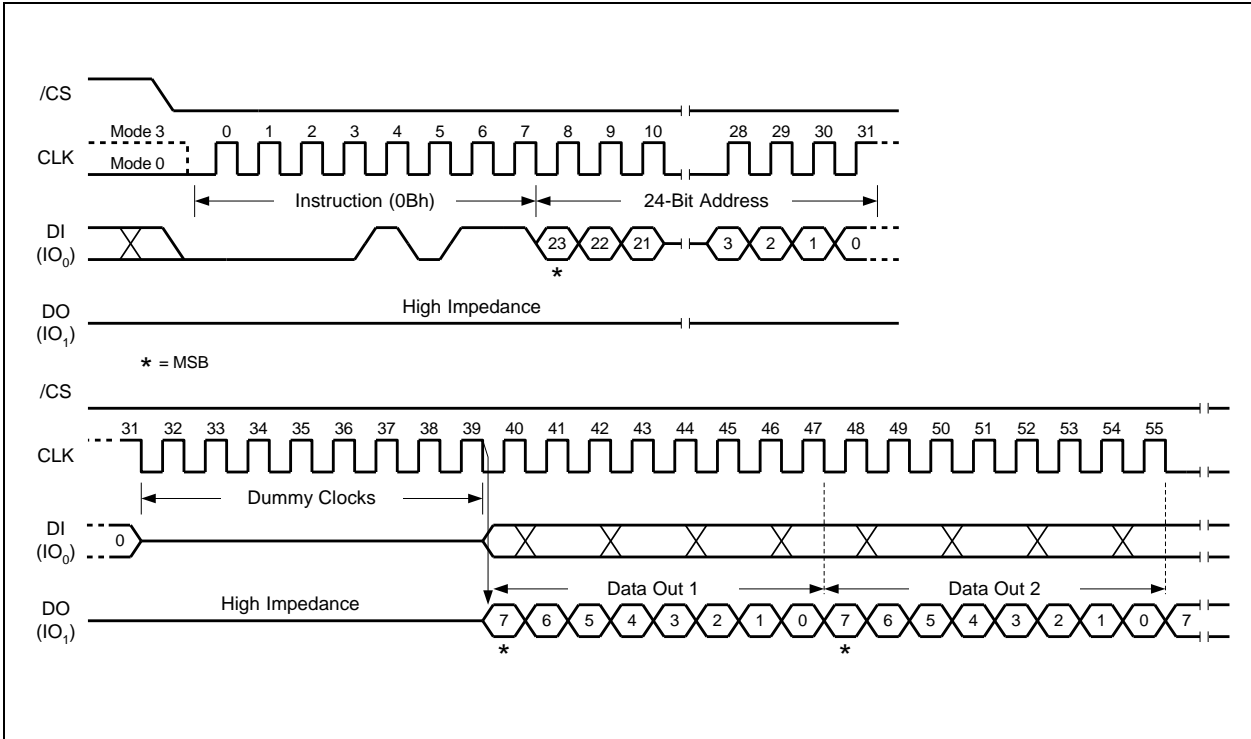 /CS
Mode 3 0 1 2 3 4 5 6 7 8 9 10 28 29 30 31
CLK
Mode 0
Instruction (0Bh) 24-Bit Address
DI
(IO0) 23 22 21 3 2 1 0
*
DO High Impedance
(IO1)
* = MSB
/CS
31 32 33 34 35 36 37 38 39 40 41 42 43 44 45 46 47 48 49 50 51 52 53 54 55
CLK
Dummy Clocks
DI
(IO0) 0
Data Out 1 Data Out 2
DO High Impedance
(IO1) 7 6 5 4 3 2 1 0 7 6 5 4 3 2 1 0 7
* *